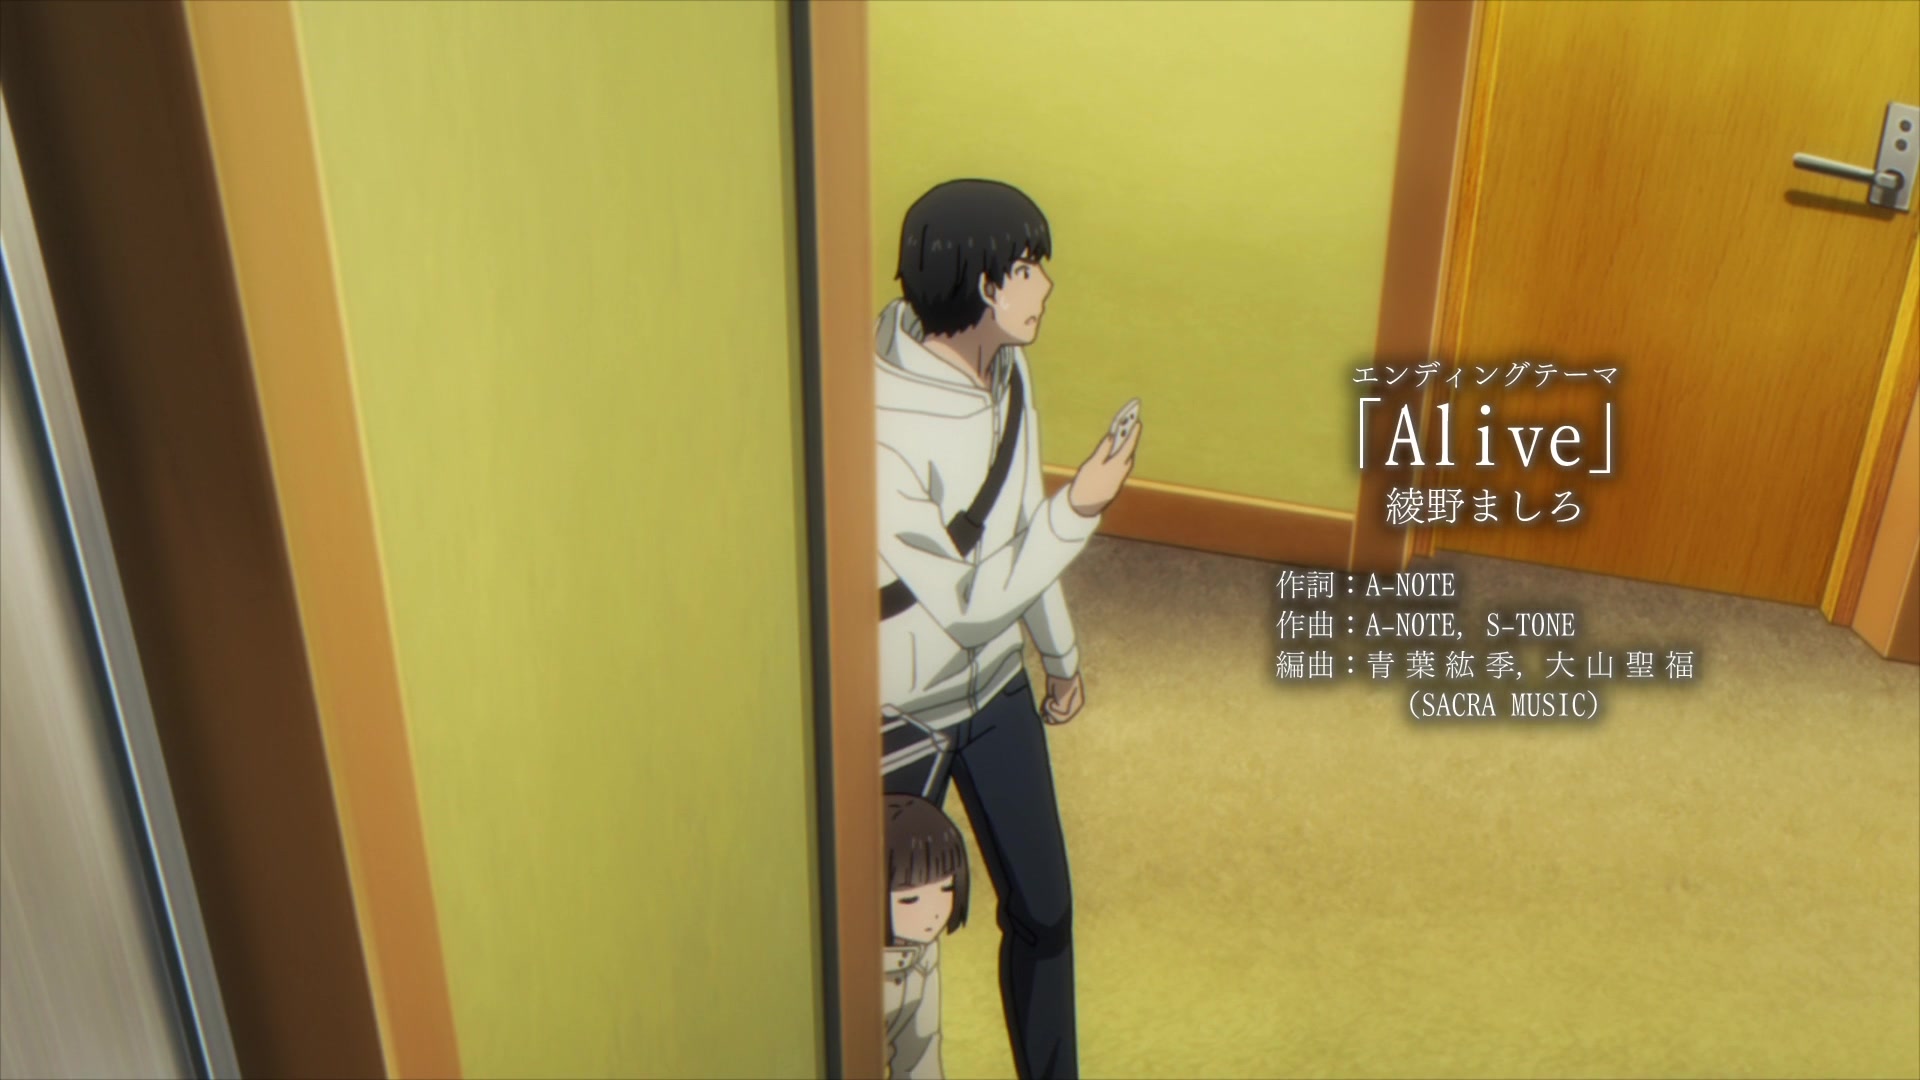 エンディングテーマ
「Alive」
綾野ましろ
作詞：A-NOTE
作曲：A-NOTE, S-TONE
編曲：青葉紘季, 大山聖福
(SACRA MUSIC)